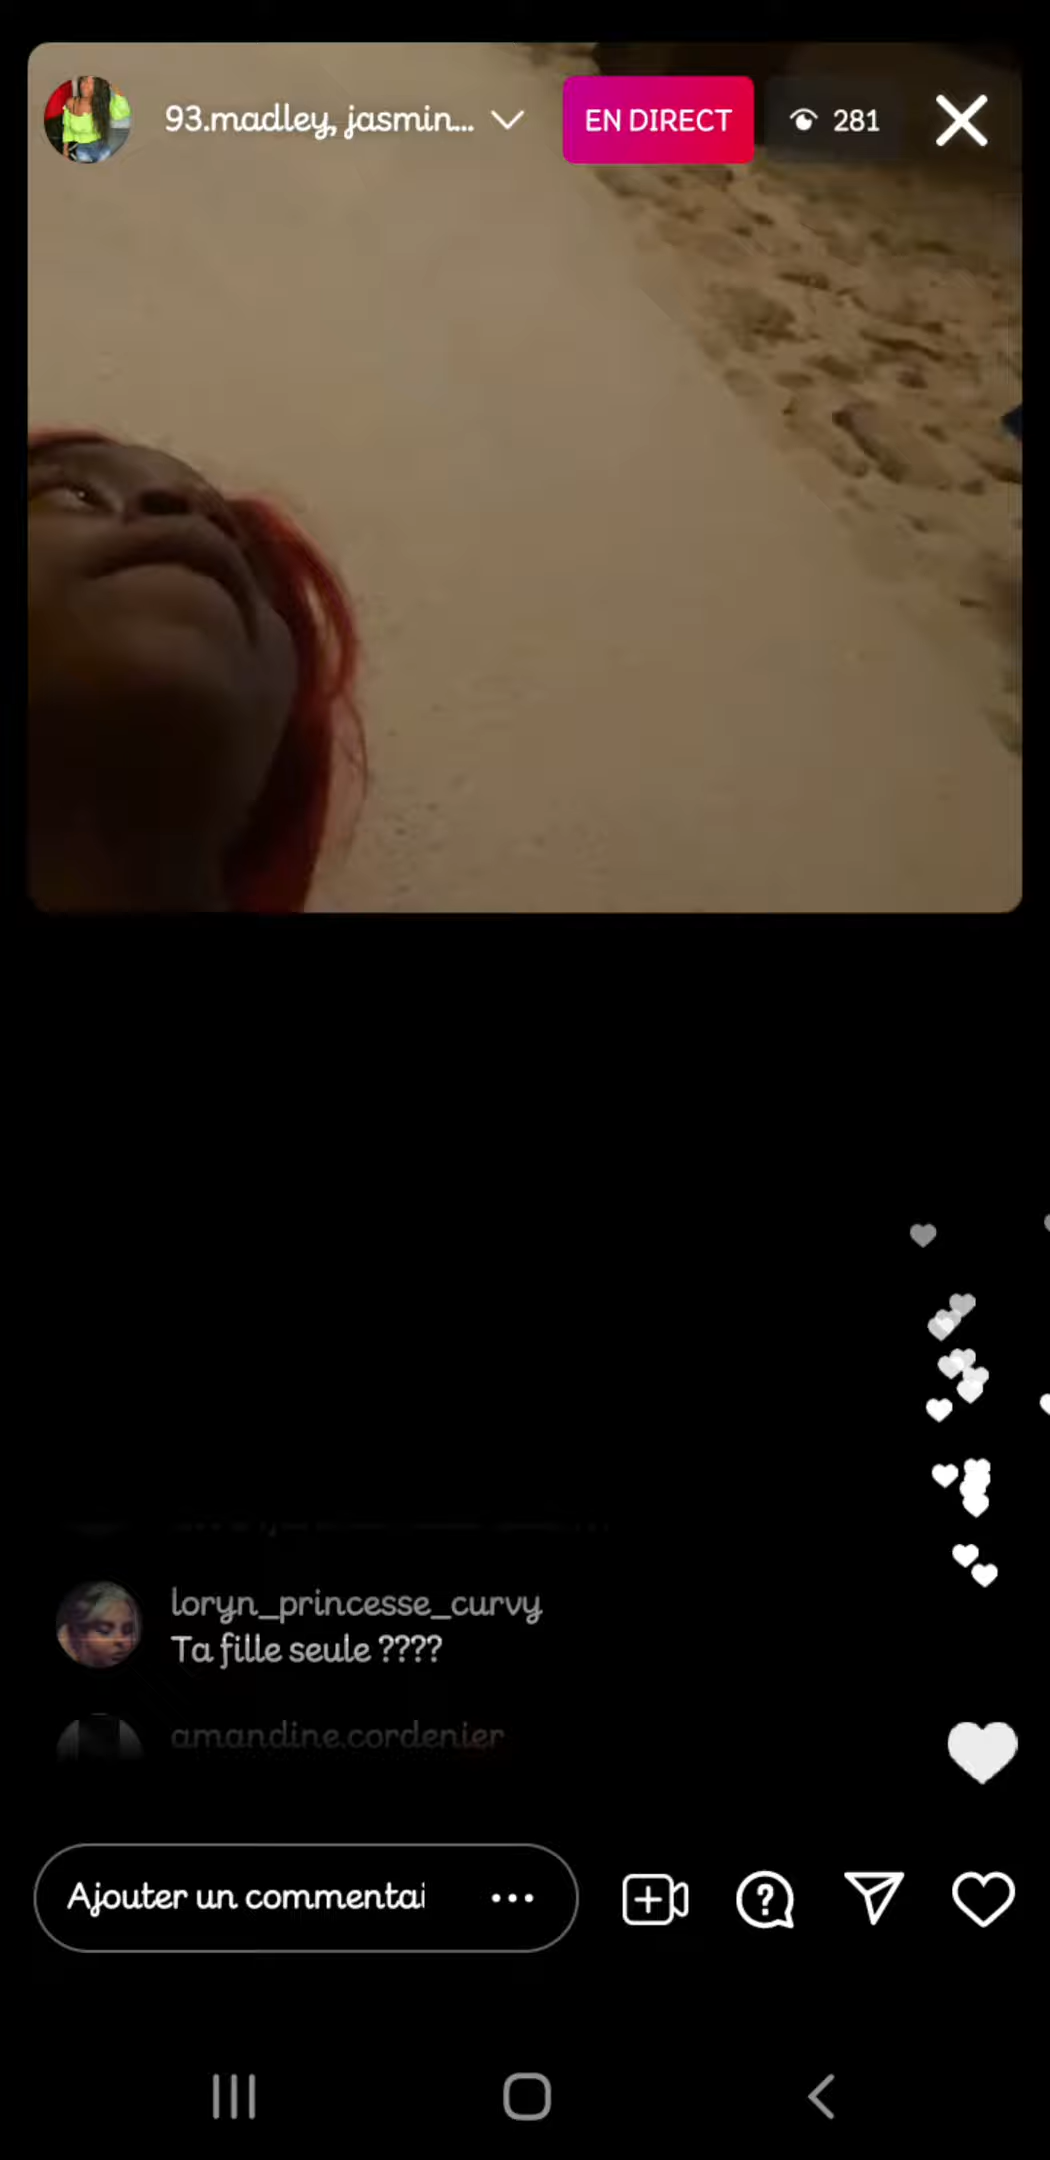 93.madley, jasmin...
EN DIRECT
281
loryn_princesse_curvy
Ta fille seule ????
amandine.cordenier
Ajouter un commentai